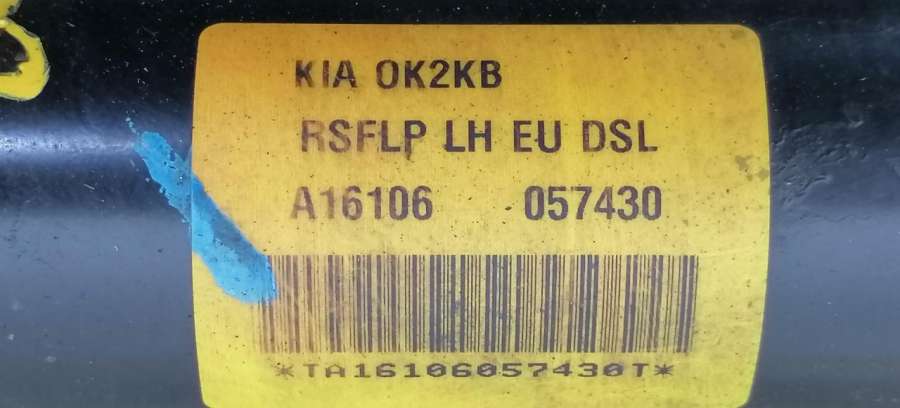 KIA OK2KB
RSFLP LH EU DSL
A16106 057430
*TA16106057430T*